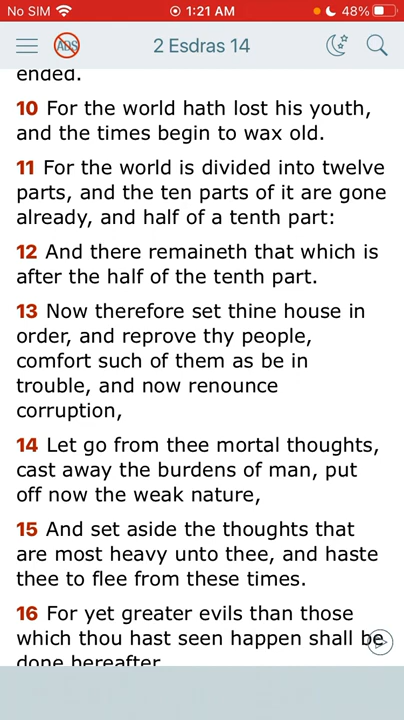 No SIM
1:21 AM
48%
ADS
2 Esdras 14
ended.
10 For the world hath lost his youth,
and the times begin to wax old.
11 For the world is divided into twelve
parts, and the ten parts of it are gone
already, and half of a tenth part:
12 And there remaineth that which is
after the half of the tenth part.
13 Now therefore set thine house in
order, and reprove thy people,
comfort such of them as be in
trouble, and now renounce
corruption,
14 Let go from thee mortal thoughts,
cast away the burdens of man, put
off now the weak nature,
15 And set aside the thoughts that
are most heavy unto thee, and haste
thee to flee from these times.
16 For yet greater evils than those
which thou hast seen happen shall be
done hereafter